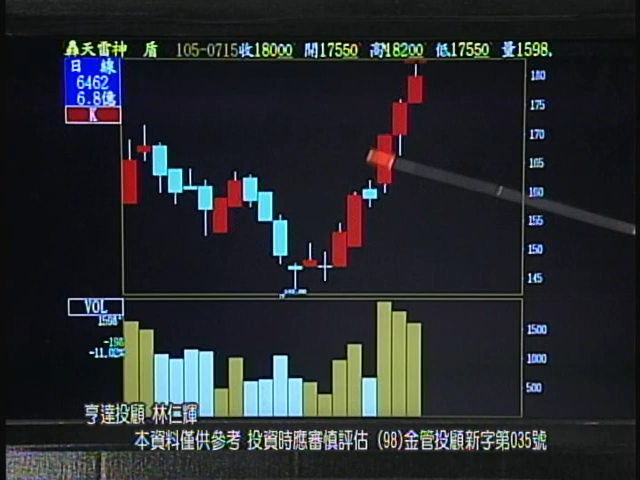 轟天雷神 盾 105-0715收18000 開17550 高18200 低17550 量1598.
日 線
6462
6.8億
K
180
175
170
165
160
155
150
145
VOL
1598
-198
-11.02%
1500
1000
500
亨達投顧 林仁輝
本資料僅供參考 投資時應審慎評估 (98)金管投顧新字第035號